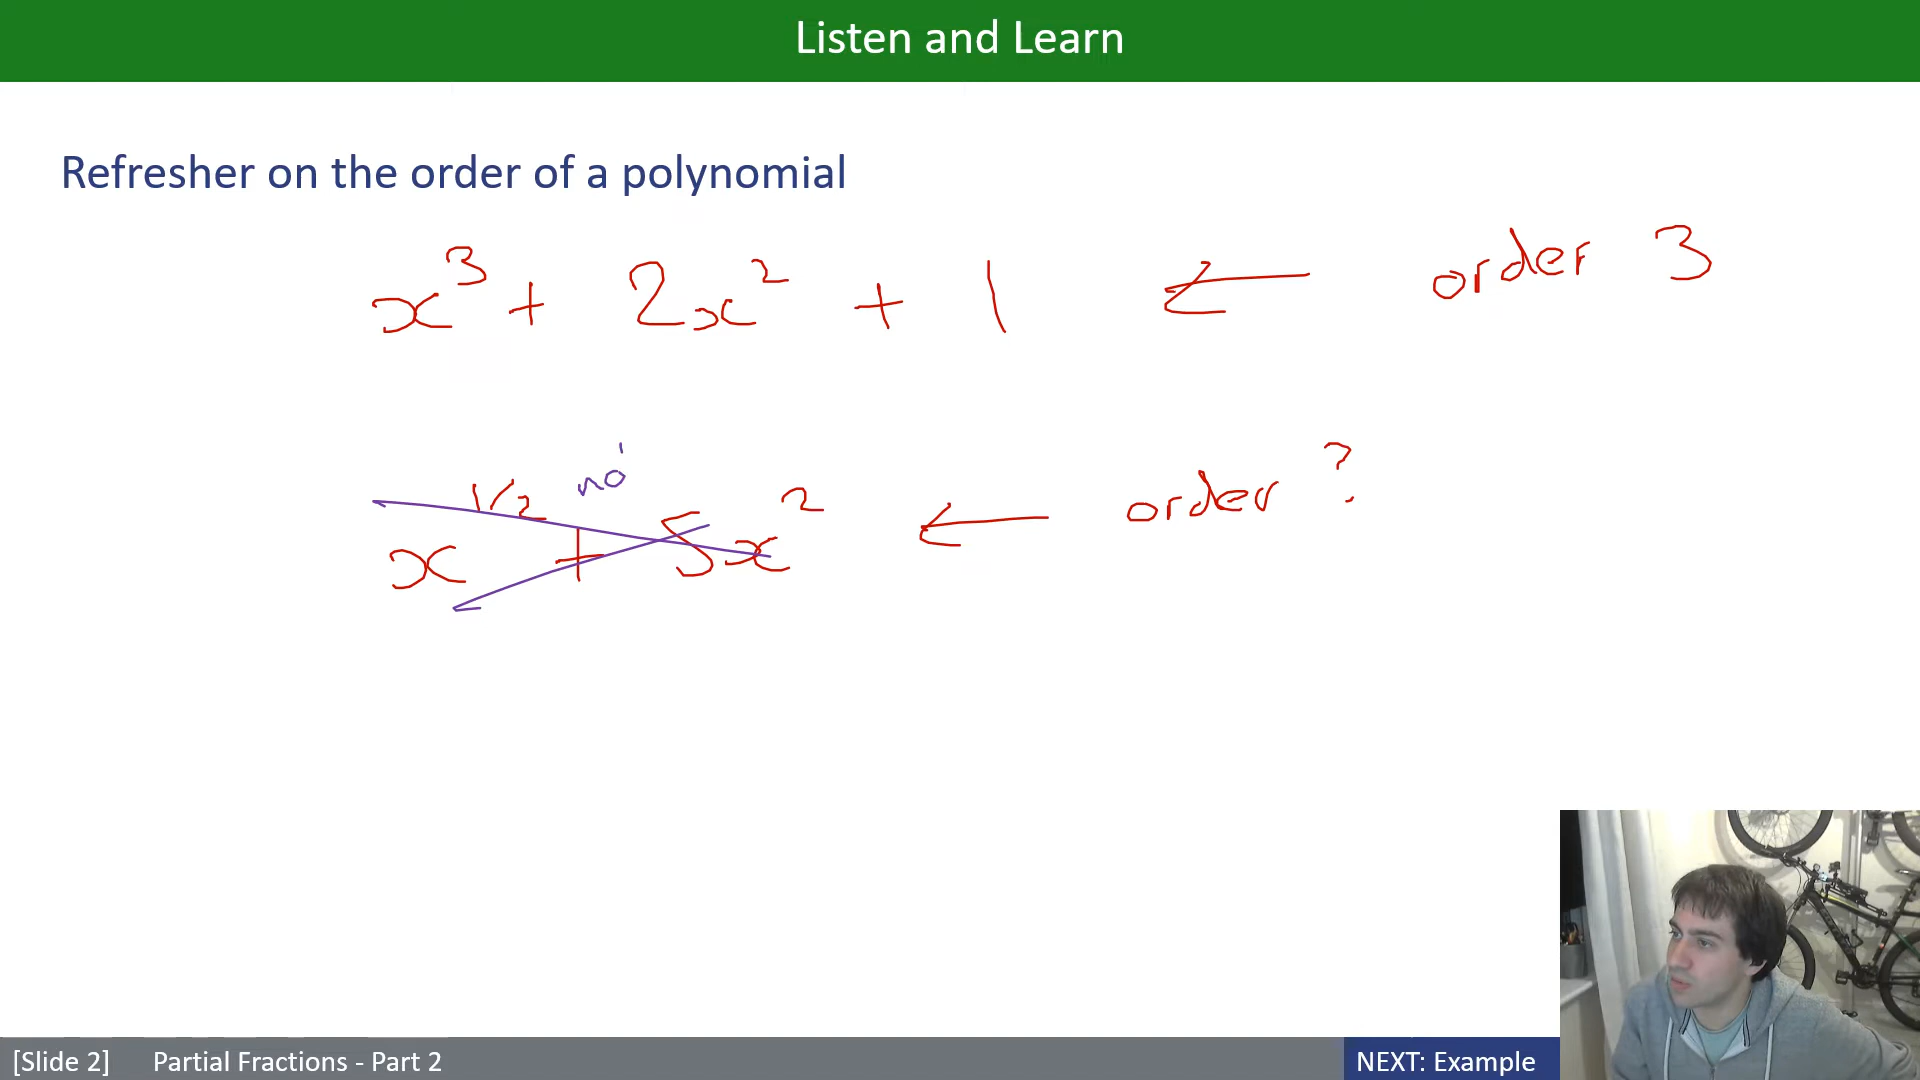 Listen and Learn
Refresher on the order of a polynomial
x³ + 2x² + 1 ← order 3
no
x^1/2 + 5x² ← order ?
[Slide 2] Partial Fractions - Part 2 NEXT: Example